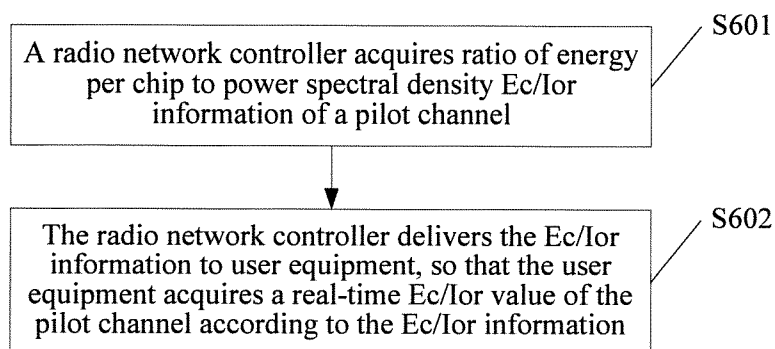 S601
A radio network controller acquires ratio of energy
per chip to power spectral density Ec/Ior
information of a pilot channel
S602
The radio network controller delivers the Ec/Ior
information to user equipment, so that the user
equipment acquires a real-time Ec/Ior value of the
pilot channel according to the Ec/Ior information